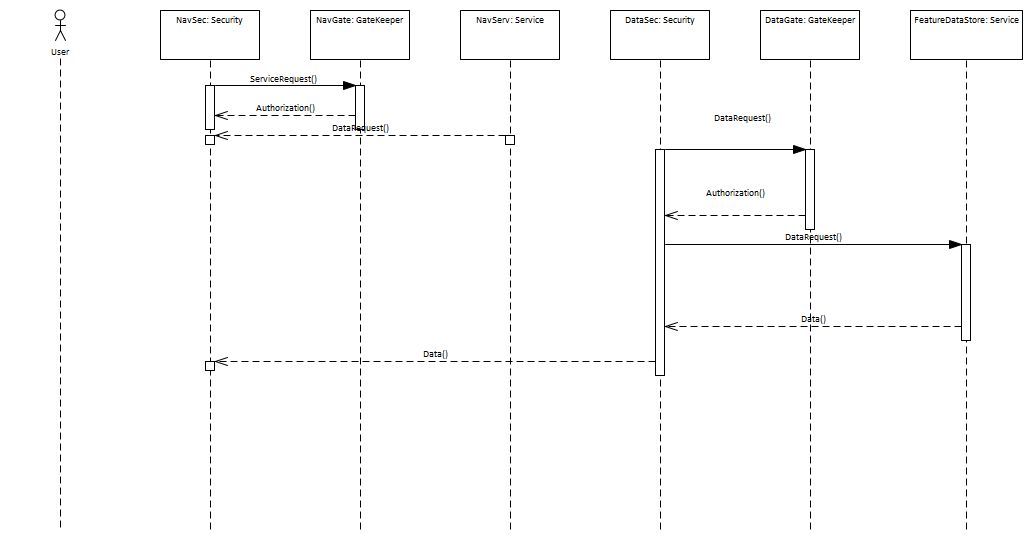 NavSec: Security
NavGate: GateKeeper
NavServ: Service
DataSec: Security
DataGate: GateKeeper
FeatureDataStore: Service
User
ServiceRequest()
Authorization()
DataRequest()
DataRequest()
Authorization()
DataRequest()
Data()
Data()